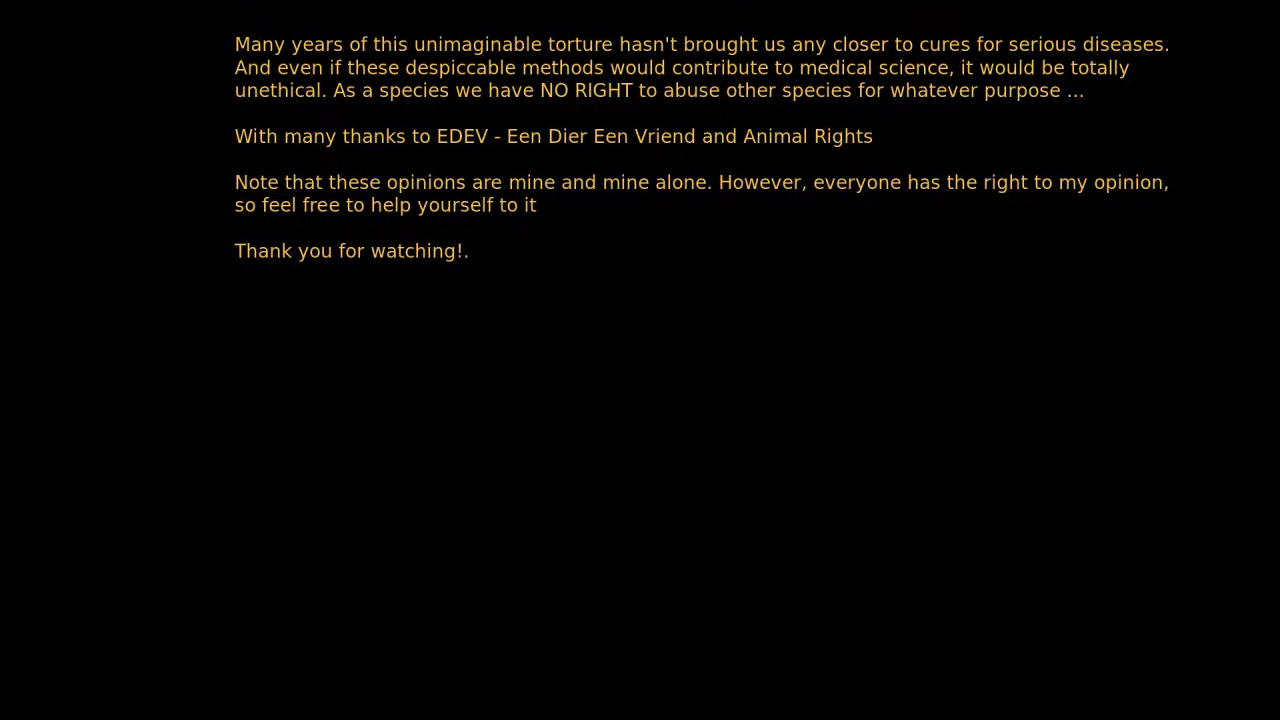 Many years of this unimaginable torture hasn't brought us any closer to cures for serious diseases.
And even if these despiccable methods would contribute to medical science, it would be totally
unethical. As a species we have NO RIGHT to abuse other species for whatever purpose ...
With many thanks to EDEV - Een Dier Een Vriend and Animal Rights
Note that these opinions are mine and mine alone. However, everyone has the right to my opinion,
so feel free to help yourself to it
Thank you for watching!.